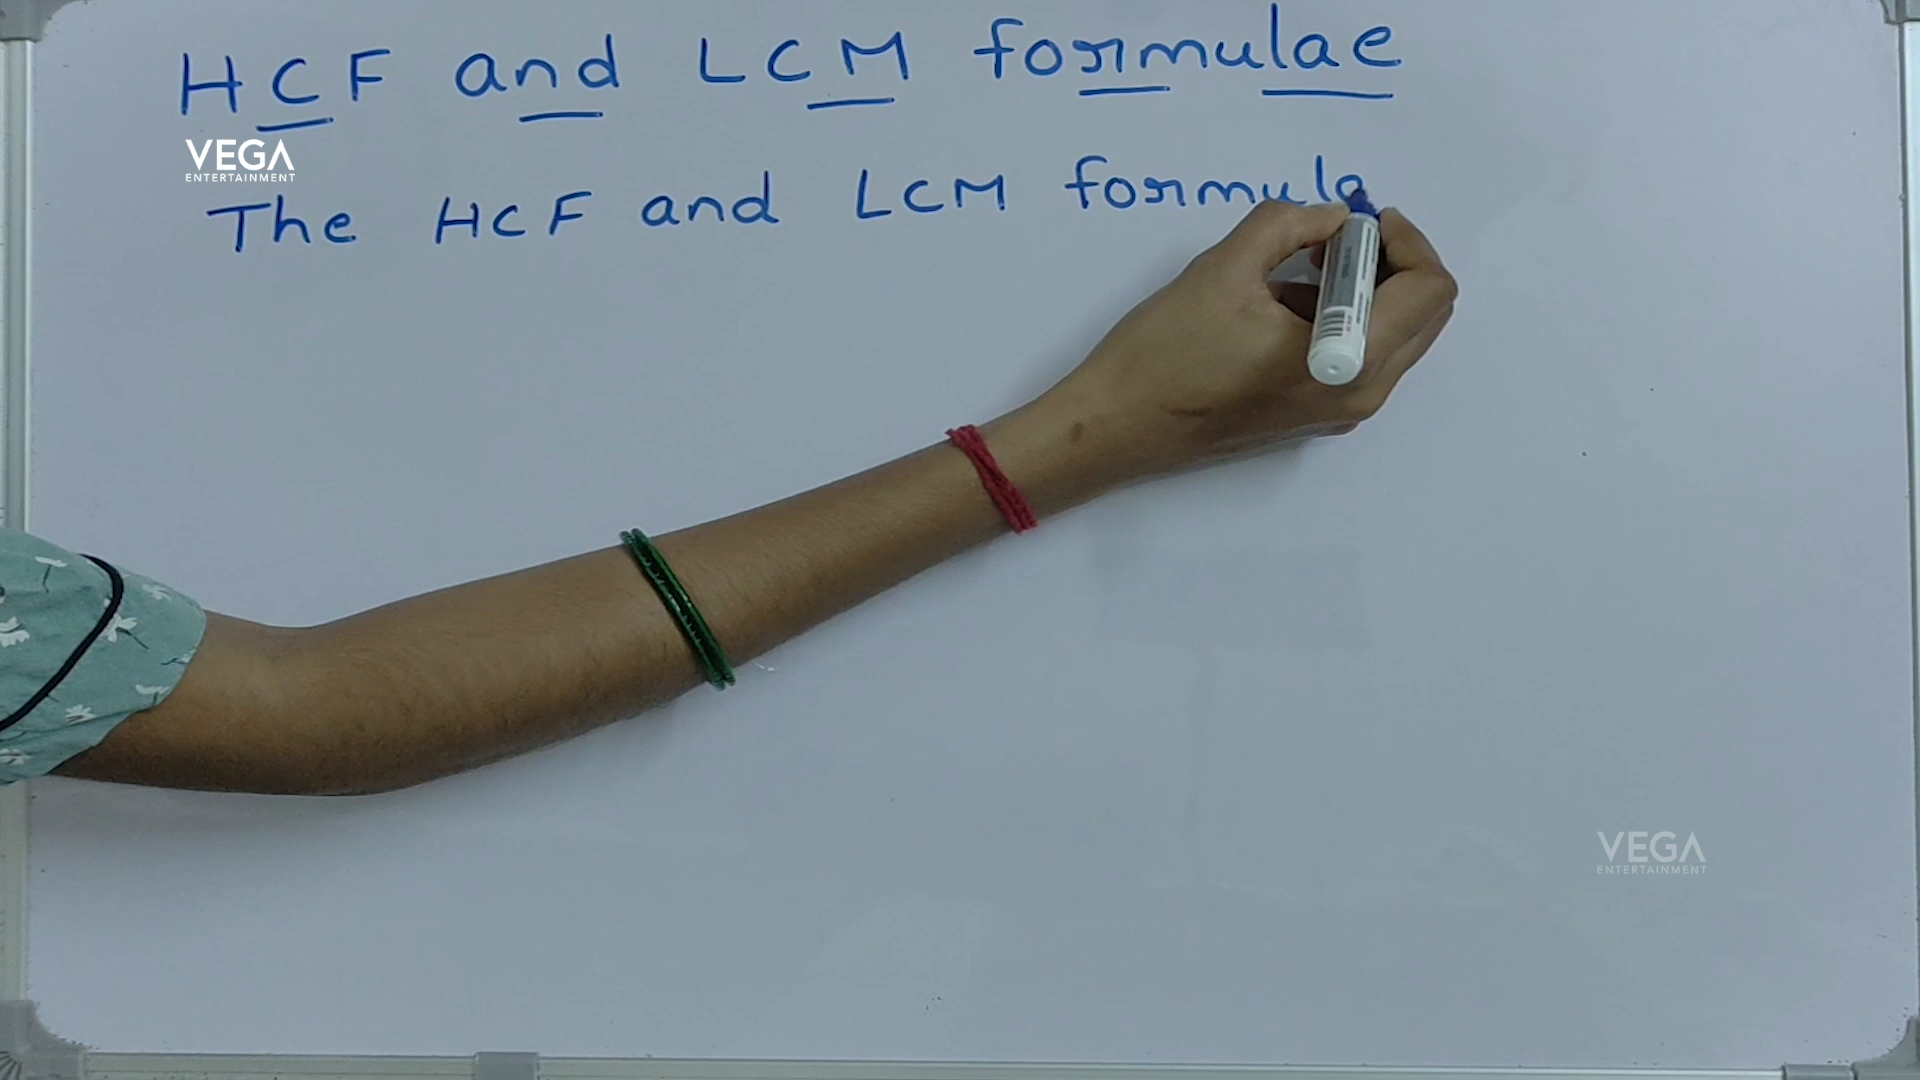 HCF and LCM formulae
VEGA
ENTERTAINMENT
The HCF and LCM formula
VEGA
ENTERTAINMENT